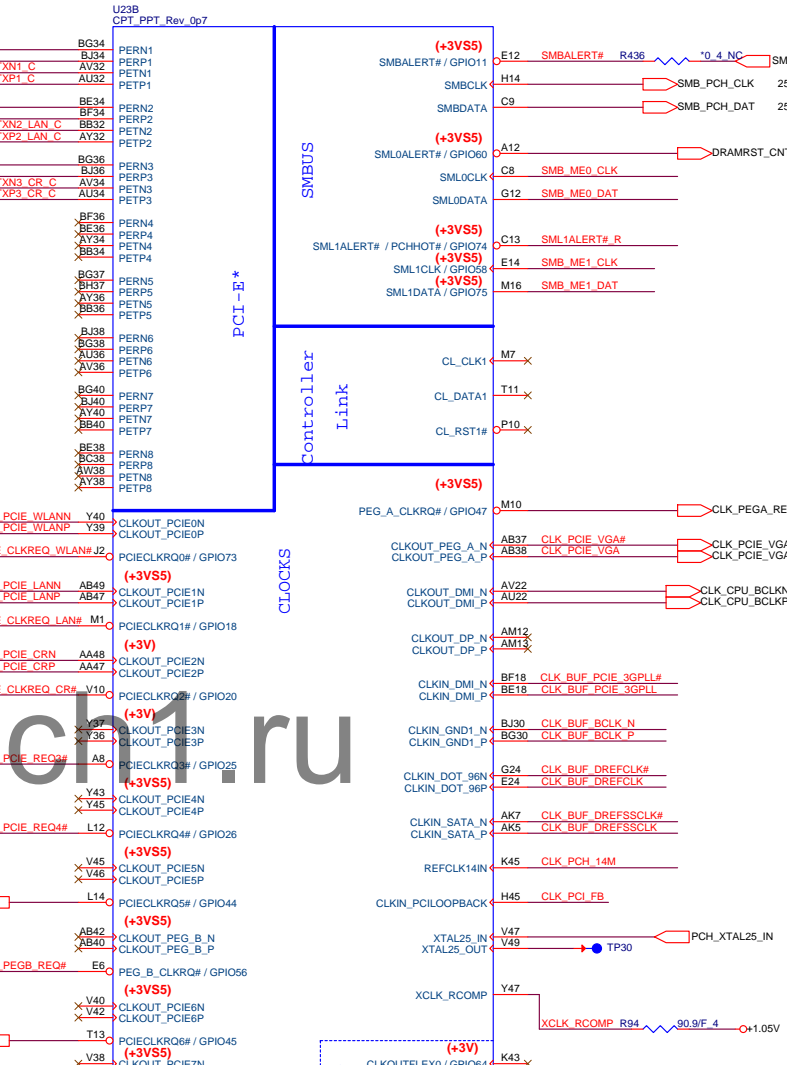 U23B
CPT_PPT_Rev_0p7
BG34 PERN1
BJ34 PERP1
TXN1_C AV32 PETN1
TXP1_C AU32 PETP1
BE34 PERN2
BF34 PERP2
TXN2_LAN_C BB32 PETN2
TXP2_LAN_C AY32 PETP2
BG36 PERN3
BJ36 PERP3
TXN3_CR_C AV34 PETN3
TXP3_CR_C AU34 PETP3
BF36 PERN4
BE36 PERP4
AY34 PETN4
BB34 PETP4
BG37 PERN5
BH37 PERP5
AY36 PETN5
BB36 PETP5
BJ38 PERN6
BG38 PERP6
AU36 PETN6
AV36 PETP6
BG40 PERN7
BJ40 PERP7
AY40 PETN7
BB40 PETP7
BE38 PERN8
BC38 PERP8
AW38 PETN8
AY38 PETP8
PCI-E*
PCIE_WLANN Y40 CLKOUT_PCIE0N
PCIE_WLANP Y39 CLKOUT_PCIE0P
CLKREQ_WLAN# J2 PCIECLKRQ0# / GPIO73
(+3VS5)
PCIE_LANN AB49 CLKOUT_PCIE1N
PCIE_LANP AB47 CLKOUT_PCIE1P
CLKREQ_LAN# M1 PCIECLKRQ1# / GPIO18
(+3V)
PCIE_CRN AA48 CLKOUT_PCIE2N
PCIE_CRP AA47 CLKOUT_PCIE2P
CLKREQ_CR# V10 PCIECLKRQ2# / GPIO20
(+3V)
Y37 CLKOUT_PCIE3N
Y36 CLKOUT_PCIE3P
PCIE_REQ3# A8 PCIECLKRQ3# / GPIO25
(+3VS5)
Y43 CLKOUT_PCIE4N
Y45 CLKOUT_PCIE4P
PCIE_REQ4# L12 PCIECLKRQ4# / GPIO26
(+3VS5)
V45 CLKOUT_PCIE5N
V46 CLKOUT_PCIE5P
L14 PCIECLKRQ5# / GPIO44
(+3VS5)
AB42 CLKOUT_PEG_B_N
AB40 CLKOUT_PEG_B_P
PEGB_REQ# E6 PEG_B_CLKRQ# / GPIO56
(+3VS5)
V40 CLKOUT_PCIE6N
V42 CLKOUT_PCIE6P
T13 PCIECLKRQ6# / GPIO45
(+3VS5)
V38 CLKOUT_PCIE7N
SMBUS
(+3VS5)
SMBALERT# / GPIO11 E12 SMBALERT# R436 *0_4_NC SM
SMBCLK H14 SMB_PCH_CLK 25
SMBDATA C9 SMB_PCH_DAT 25
(+3VS5)
SML0ALERT# / GPIO60 A12 DRAMRST_CNT
SML0CLK C8 SMB_ME0_CLK
SML0DATA G12 SMB_ME0_DAT
(+3VS5)
SML1ALERT# / PCHHOT# / GPIO74 C13 SML1ALERT#_R
(+3VS5)
SML1CLK / GPIO58 E14 SMB_ME1_CLK
(+3VS5)
SML1DATA / GPIO75 M16 SMB_ME1_DAT
Controller
Link
CL_CLK1 M7
CL_DATA1 T11
CL_RST1# P10
CLOCKS
(+3VS5)
PEG_A_CLKRQ# / GPIO47 M10 CLK_PEGA_RE
CLKOUT_PEG_A_N AB37 CLK_PCIE_VGA# CLK_PCIE_VGA
CLKOUT_PEG_A_P AB38 CLK_PCIE_VGA CLK_PCIE_VGA
CLKOUT_DMI_N AV22 CLK_CPU_BCLKN
CLKOUT_DMI_P AU22 CLK_CPU_BCLKP
CLKOUT_DP_N AM12
CLKOUT_DP_P AM13
CLKIN_DMI_N BF18 CLK_BUF_PCIE_3GPLL#
CLKIN_DMI_P BE18 CLK_BUF_PCIE_3GPLL
CLKIN_GND1_N BJ30 CLK_BUF_BCLK_N
CLKIN_GND1_P BG30 CLK_BUF_BCLK_P
CLKIN_DOT_96N G24 CLK_BUF_DREFCLK#
CLKIN_DOT_96P E24 CLK_BUF_DREFCLK
CLKIN_SATA_N AK7 CLK_BUF_DREFSSCLK#
CLKIN_SATA_P AK5 CLK_BUF_DREFSSCLK
REFCLK14IN K45 CLK_PCH_14M
CLKIN_PCILOOPBACK H45 CLK_PCI_FB
XTAL25_IN V47 PCH_XTAL25_IN
XTAL25_OUT V49 TP30
XCLK_RCOMP Y47
XCLK_RCOMP R94 90.9/F_4 +1.05V
(+3V)
CLKOUTFLEX0 / GPIO64 K43
ch1.ru